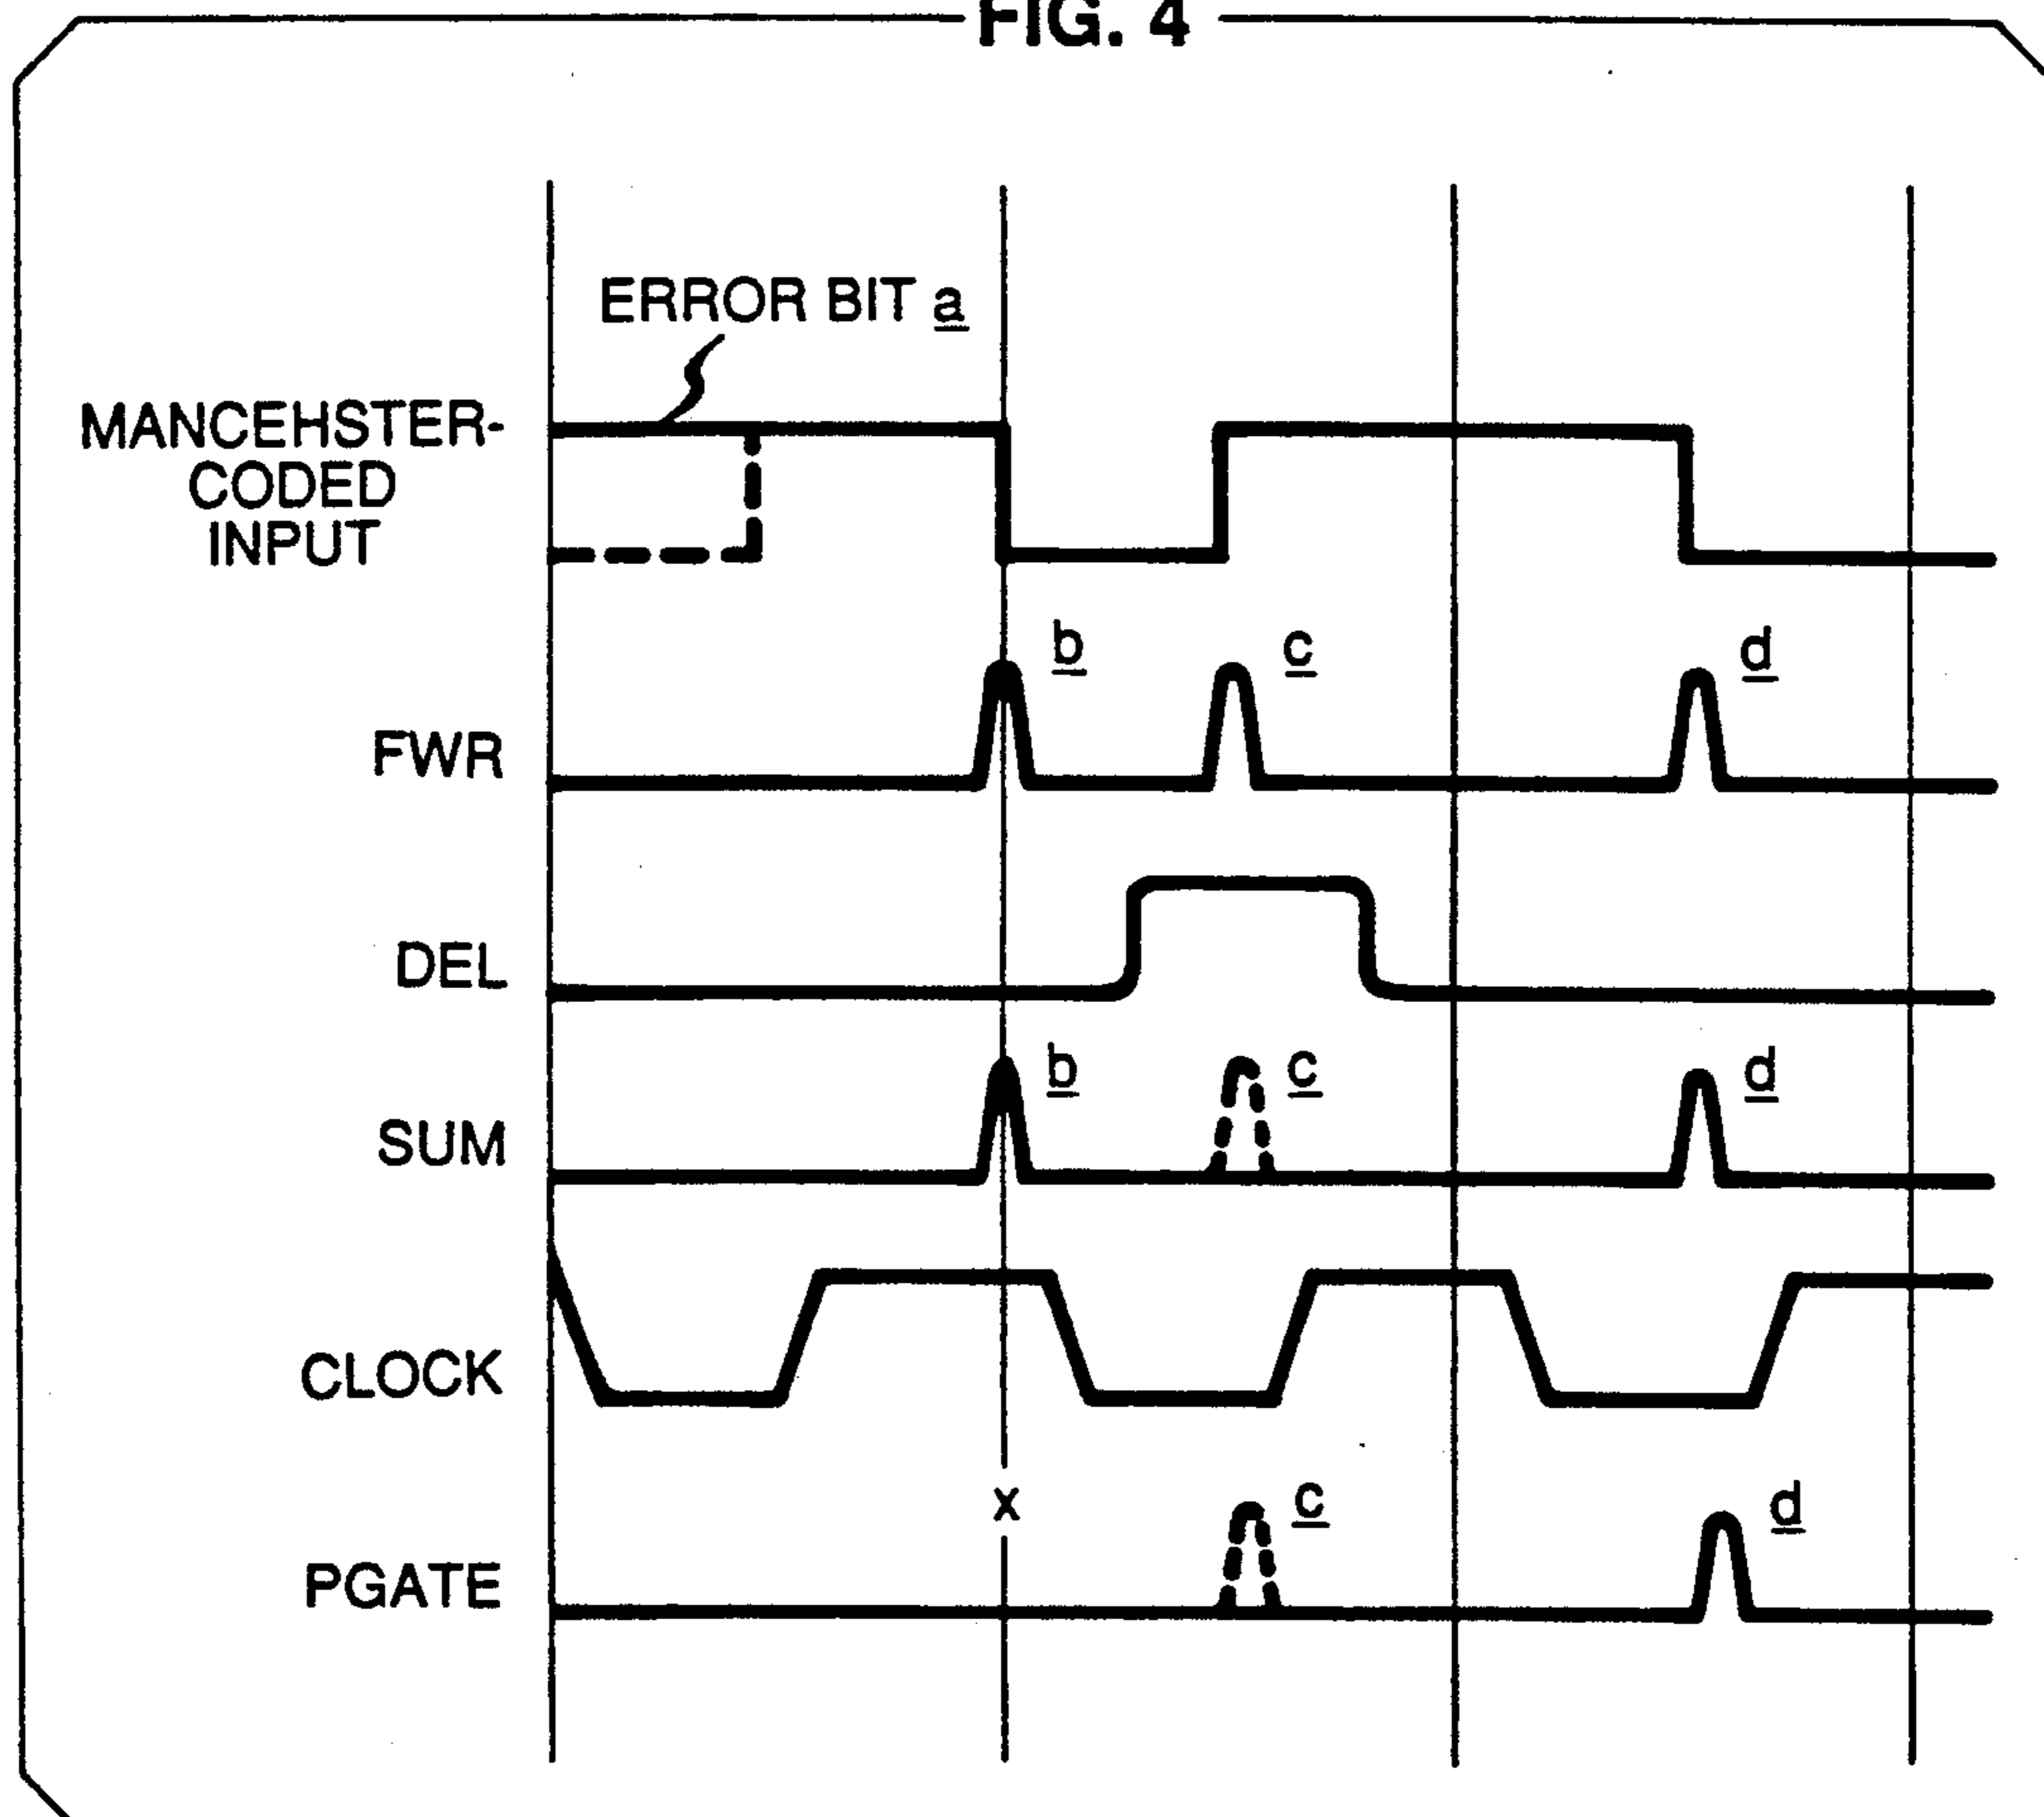 FIG. 4
ERROR BIT a
MANCEHSTER-
CODED
INPUT
b c d
FWR
DEL
b c d
SUM
CLOCK
x c d
PGATE